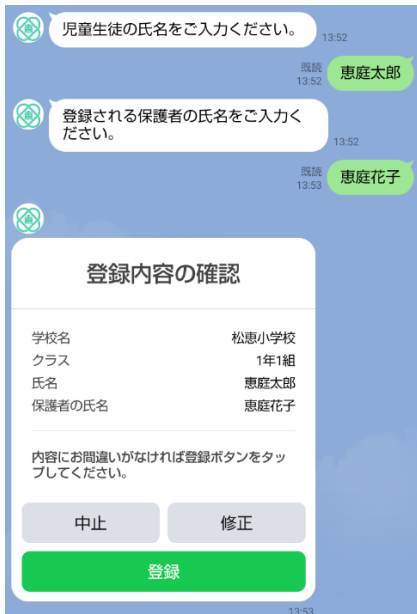 児童生徒の氏名をご入力ください。
13:52
既読
13:52
恵庭太郎
登録される保護者の氏名をご入力く
ださい。
13:52
既読
13:53
恵庭花子
登録内容の確認
学校名 松恵小学校
クラス 1年1組
氏名 恵庭太郎
保護者の氏名 恵庭花子
内容にお間違いがなければ登録ボタンをタッ
プしてください。
中止 修正
登録
13:53